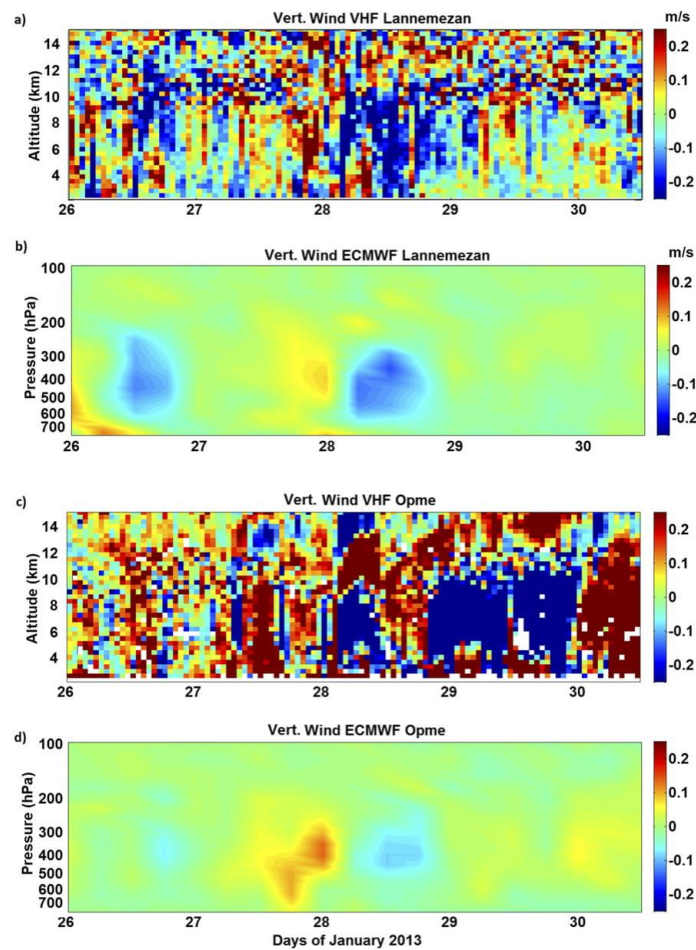 a)
Vert. Wind VHF Lannemezan
m/s
14
12
10
8
6
4
Altitude (km)
0.2
0.1
0
-0.1
-0.2
26 27 28 29 30
b)
Vert. Wind ECMWF Lannemezan
m/s
100
200
300
400
500
600
700
Pressure (hPa)
0.2
0.1
0
-0.1
-0.2
26 27 28 29 30
c)
Vert. Wind VHF Opme
14
12
10
8
6
4
Altitude (km)
0.2
0.1
0
-0.1
-0.2
26 27 28 29 30
d)
Vert. Wind ECMWF Opme
100
200
300
400
500
600
700
Pressure (hPa)
0.2
0.1
0
-0.1
-0.2
26 27 28 29 30
Days of January 2013